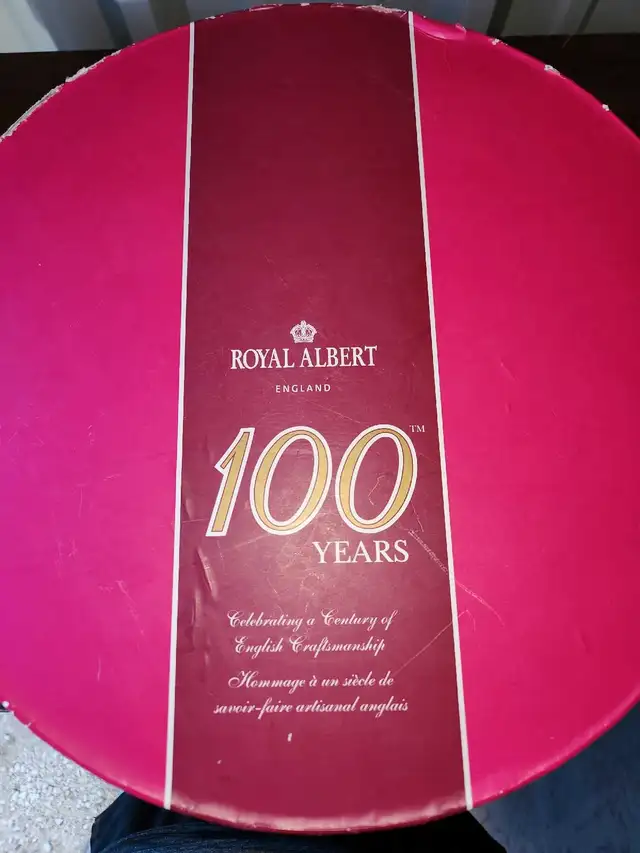 ROYAL ALBERT
ENGLAND
100™
YEARS
Celebrating a Century of
English Craftsmanship
Hommage à un siècle de
savoir-faire artisanal anglais